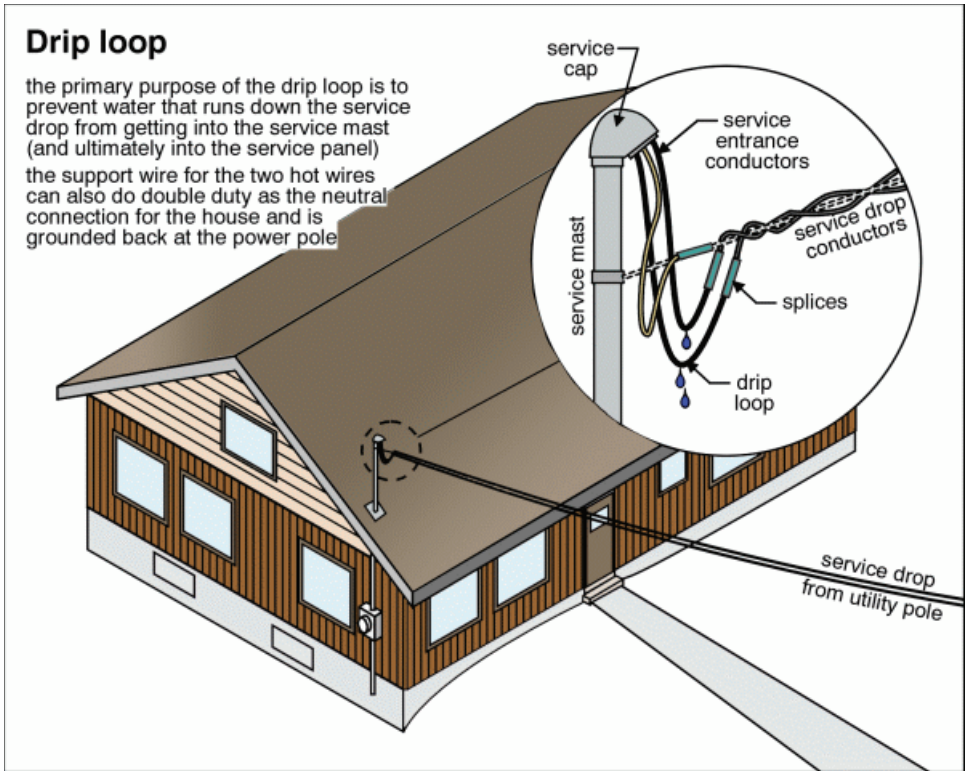 Drip loop
the primary purpose of the drip loop is to
prevent water that runs down the service
drop from getting into the service mast
(and ultimately into the service panel)
the support wire for the two hot wires
can also do double duty as the neutral
connection for the house and is
grounded back at the power pole
service
cap
service
entrance
conductors
service drop
conductors
service mast
splices
drip
loop
service drop
from utility pole